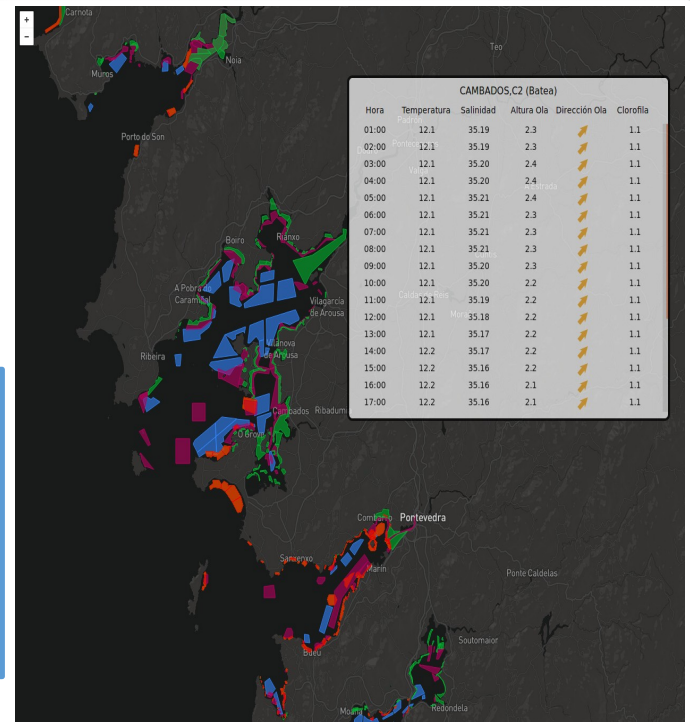 +
-
Carnota
Noia
Muros
Teo
Porto do Son
CAMBADOS,C2 (Batea)
Hora Temperatura Salinidad Altura Ola Dirección Ola Clorofila
01:00 12.1 35.19 2.3 1.1
02:00 12.1 35.19 2.3 1.1
03:00 12.1 35.20 2.4 1.1
04:00 12.1 35.20 2.4 1.1
05:00 12.1 35.21 2.4 1.1
06:00 12.1 35.21 2.3 1.1
07:00 12.1 35.21 2.3 1.1
08:00 12.1 35.21 2.3 1.1
09:00 12.1 35.20 2.3 1.1
10:00 12.1 35.20 2.2 1.1
11:00 12.1 35.19 2.2 1.1
12:00 12.1 35.18 2.2 1.1
13:00 12.1 35.17 2.2 1.1
14:00 12.2 35.17 2.2 1.1
15:00 12.2 35.16 2.2 1.1
16:00 12.2 35.16 2.1 1.1
17:00 12.2 35.16 2.1 1.1
Padrón
Valga
Boiro
Rianxo
A Pobra do
Caramiñal
Vilagarcía
de Arousa
Ribeira
Vilanova
de Arousa
Cambados
Ribadumia
O Grove
Combarro
Pontevedra
Sanxenxo
Marín
Ponte Caldelas
Bueu
Soutomaior
Moaña
Redondela